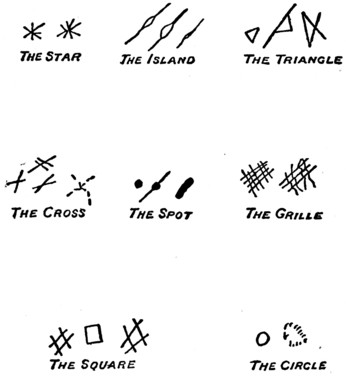 THE STAR
THE ISLAND
THE TRIANGLE
THE CROSS
THE SPOT
THE GRILLE
THE SQUARE
THE CIRCLE